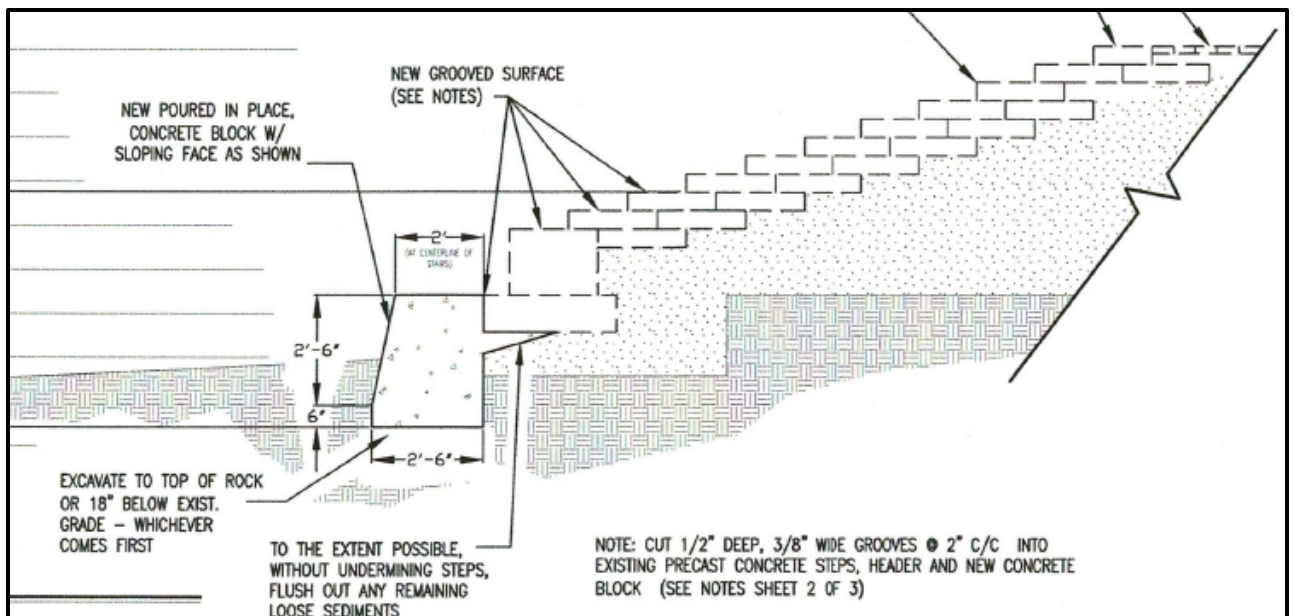 NEW GROOVED SURFACE
(SEE NOTES)
NEW POURED IN PLACE,
CONCRETE BLOCK W/
SLOPING FACE AS SHOWN
2'
(AT CENTERLINE OF
STAIRS)
2'-6"
6"
2'-6"
EXCAVATE TO TOP OF ROCK
OR 18" BELOW EXIST.
GRADE – WHICHEVER
COMES FIRST
TO THE EXTENT POSSIBLE,
WITHOUT UNDERMINING STEPS,
FLUSH OUT ANY REMAINING
LOOSE SEDIMENTS
NOTE: CUT 1/2" DEEP, 3/8" WIDE GROOVES @ 2" C/C INTO
EXISTING PRECAST CONCRETE STEPS, HEADER AND NEW CONCRETE
BLOCK (SEE NOTES SHEET 2 OF 3)